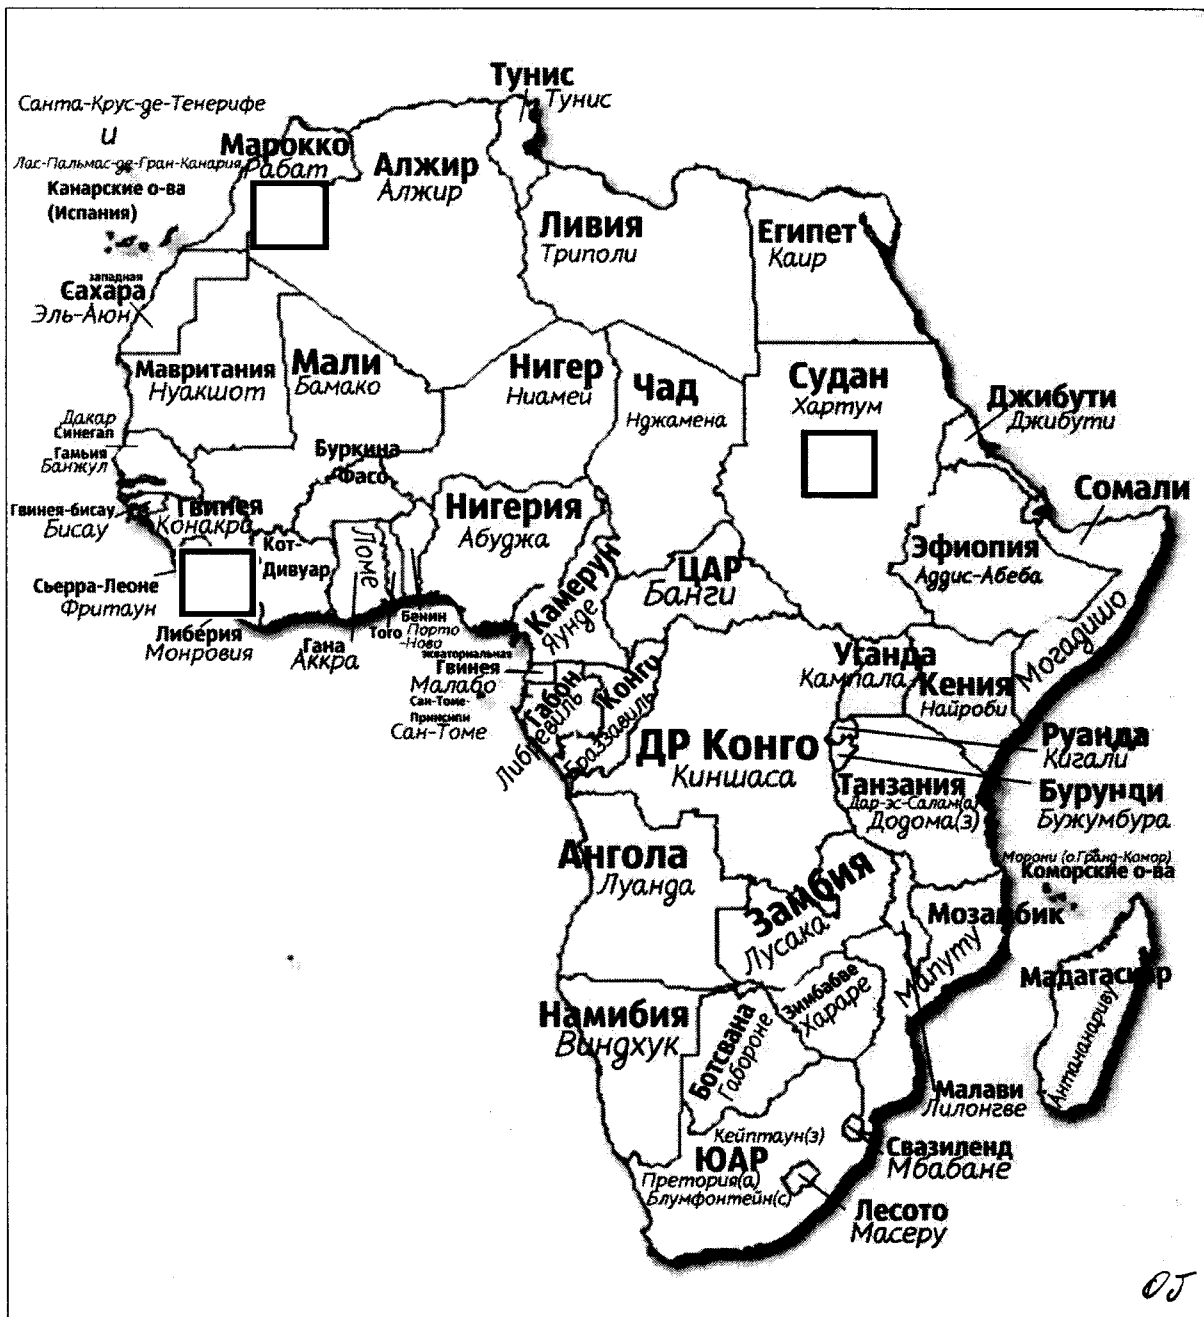 Тунис
Тунис
Санта-Крус-де-Тенерифе
и
Лас-Пальмас-де-Гран-Канария
Канарские о-ва
(Испания)
Марокко
Рабат
Алжир
Алжир
Ливия
Триполи
Египет
Каир
западная
Сахара
Эль-Аюн
Мавритания
Нуакшот
Мали
Бамако
Нигер
Ниамей
Чад
Нджамена
Судан
Хартум
Джибути
Джибути
Дакар
Синегал
Гамьия
Банжул
Буркина
Фасо
Гвинея-бисау
Бисау
Гвинея
Конакра
Нигерия
Абуджа
Сомали
Могадишо
Эфиопия
Аддис-Абеба
Кот-
Дивуар
Ломе
Сьерра-Леоне
Фритаун
Либерия
Монровия
Гана
Аккра
Того
Бенин
Порто
-Ново
Камерун
Яунде
ЦАР
Банги
экваториальная
Гвинея
Малабо
Сан-Томе-
Принсипи
Сан-Томе
Габон
Либревиль
Конго
Браззавиль
Уганда
Кампала
Кения
Найроби
ДР Конго
Киншаса
Руанда
Кигали
Бурунди
Бужумбура
Танзания
Дар-эс-Салам(а)
Додома(з)
Морони (о.Гранд-Комор)
Коморские о-ва
Ангола
Луанда
Замбия
Лусака
Мозамбик
Мапуту
Мадагаскар
Антананариву
Намибия
Виндхук
Ботсвана
Габороне
Зимбабве
Хараре
Малави
Лилонгве
Кейптаун(з)
ЮАР
Претория(а)
Блумфонтейн(с)
Свазиленд
Мбабане
Лесото
Масеру